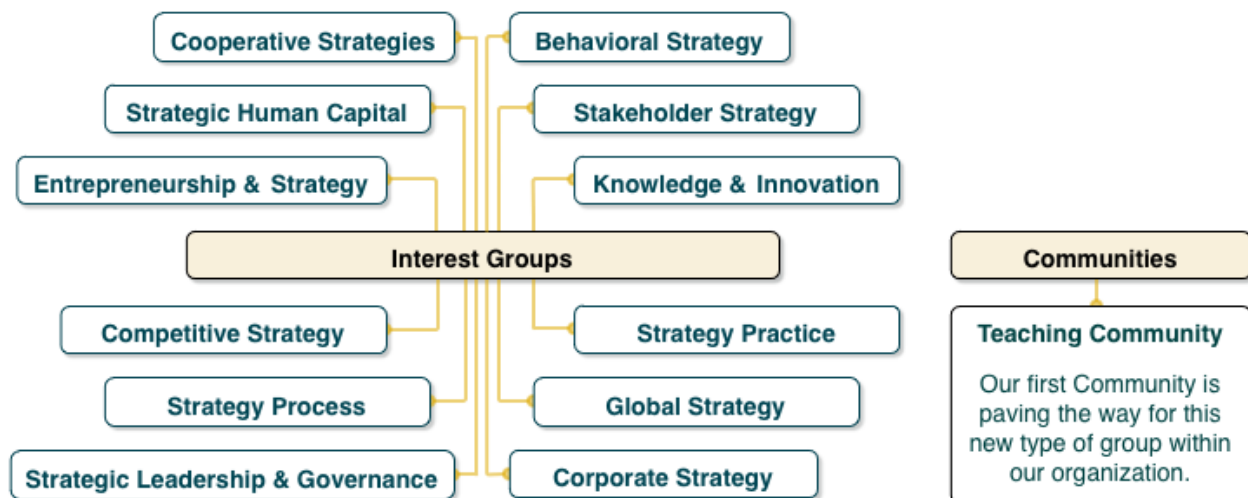 Cooperative Strategies
Behavioral Strategy
Strategic Human Capital
Stakeholder Strategy
Entrepreneurship & Strategy
Knowledge & Innovation
Interest Groups
Communities
Competitive Strategy
Strategy Practice
Strategy Process
Global Strategy
Strategic Leadership & Governance
Corporate Strategy
Teaching Community
Our first Community is
paving the way for this
new type of group within
our organization.